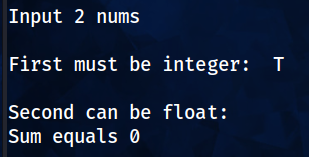 Input 2 nums
First must be integer:  T
Second can be float:
Sum equals 0